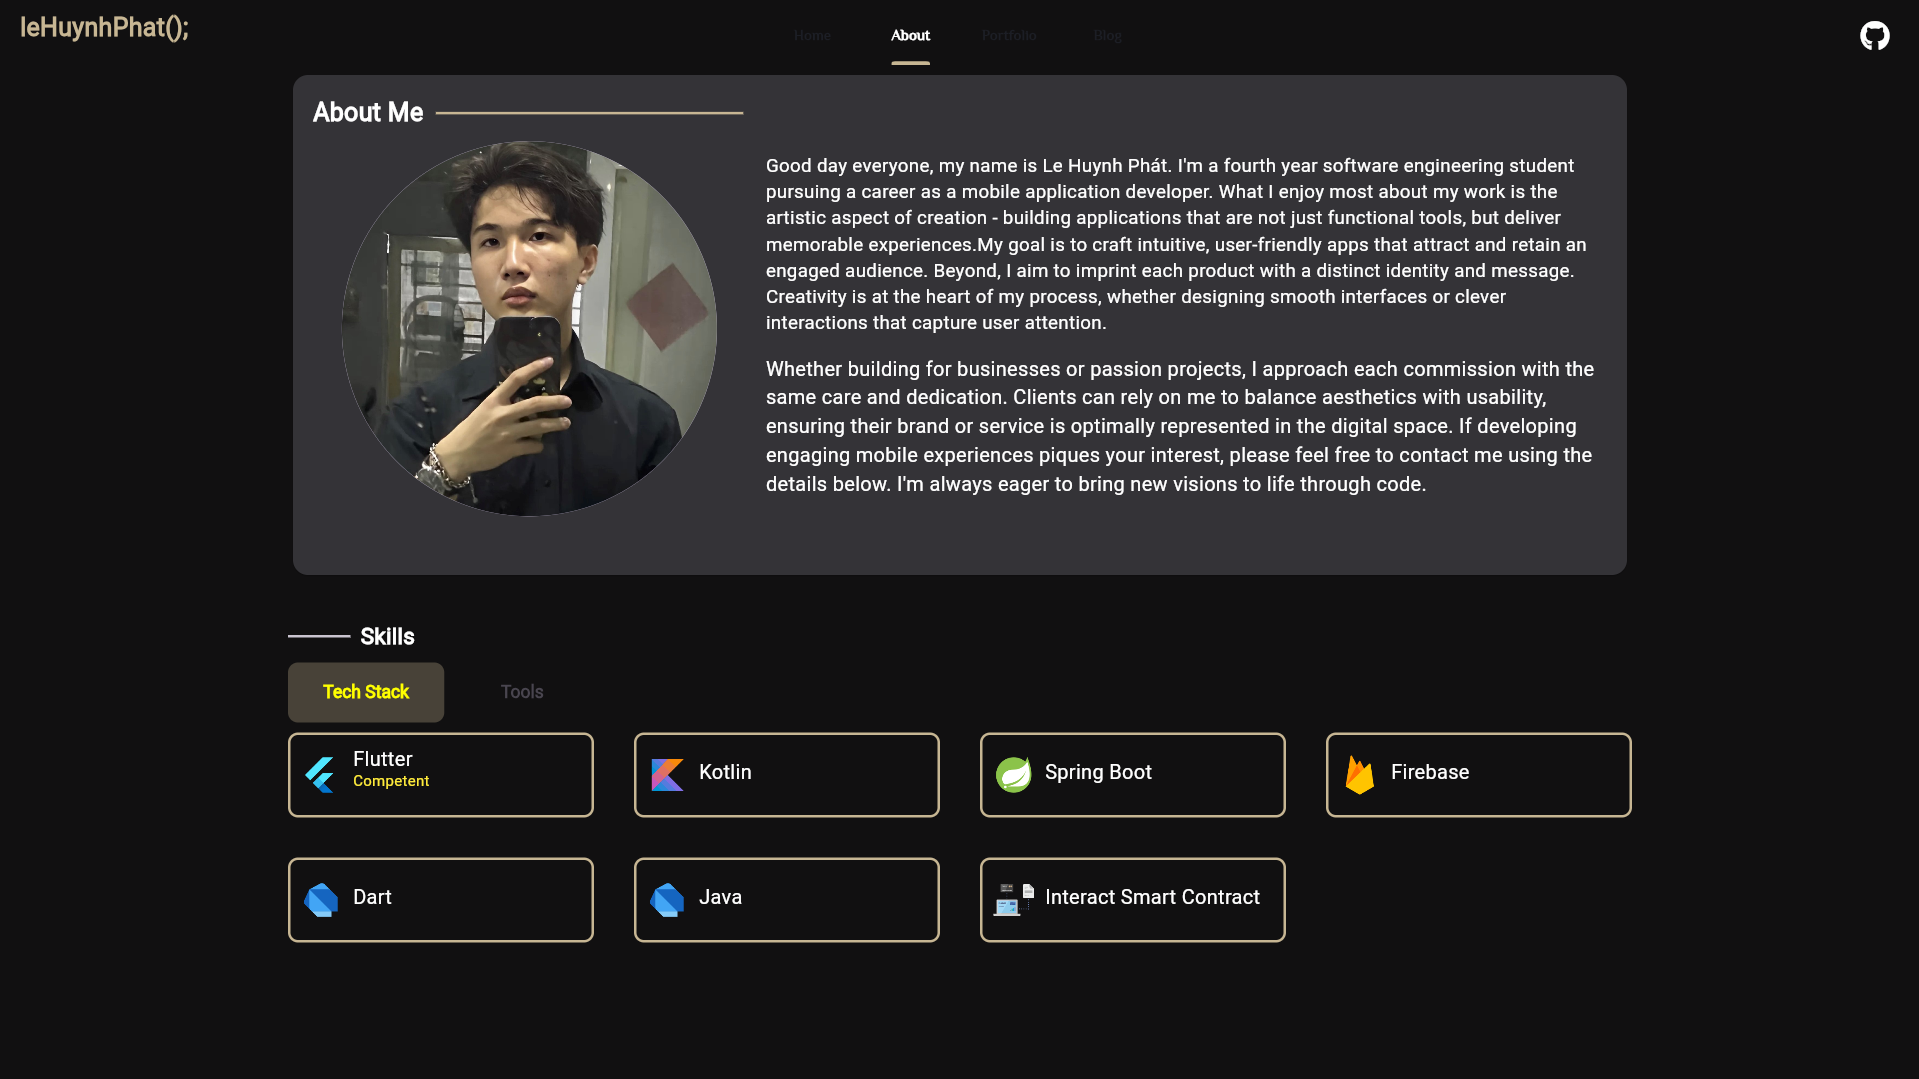 leHuynhPhat();
Home
About
Portfolio
Blog
About Me
Good day everyone, my name is Le Huynh Phát. I'm a fourth year software engineering student
pursuing a career as a mobile application developer. What I enjoy most about my work is the
artistic aspect of creation - building applications that are not just functional tools, but deliver
memorable experiences.My goal is to craft intuitive, user-friendly apps that attract and retain an
engaged audience. Beyond, I aim to imprint each product with a distinct identity and message.
Creativity is at the heart of my process, whether designing smooth interfaces or clever
interactions that capture user attention.
Whether building for businesses or passion projects, I approach each commission with the
same care and dedication. Clients can rely on me to balance aesthetics with usability,
ensuring their brand or service is optimally represented in the digital space. If developing
engaging mobile experiences piques your interest, please feel free to contact me using the
details below. I'm always eager to bring new visions to life through code.
Skills
Tech Stack
Tools
Flutter
Competent
Kotlin
Spring Boot
Firebase
Dart
Java
Interact Smart Contract